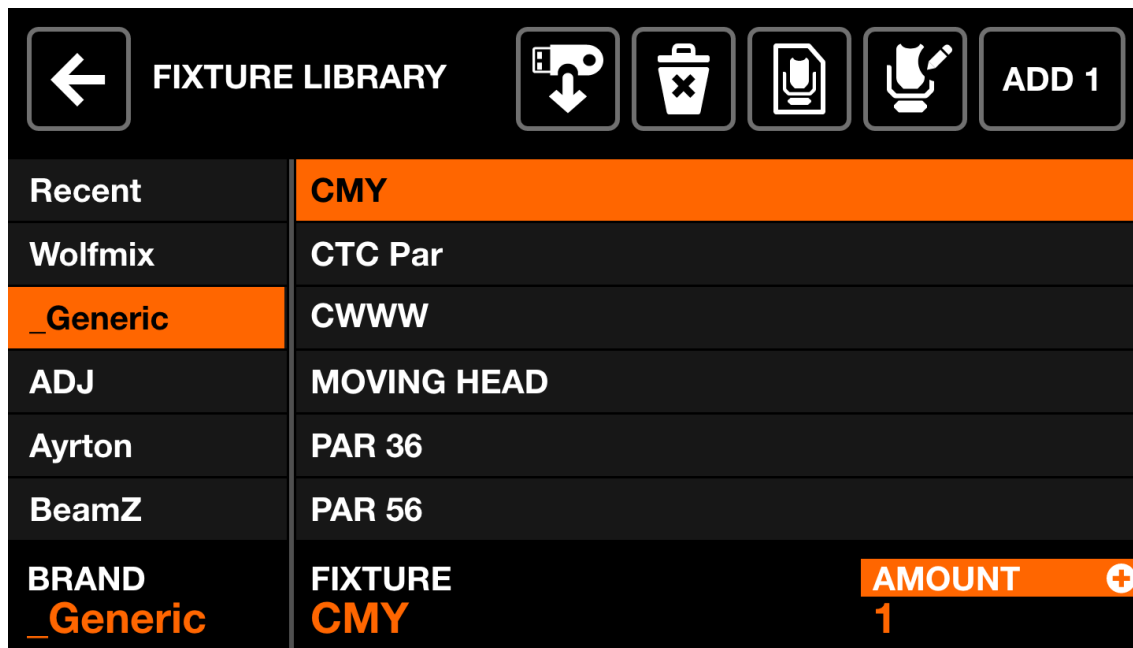 FIXTURE LIBRARY
ADD 1
Recent
Wolfmix
_Generic
ADJ
Ayrton
BeamZ
CMY
CTC Par
CWWW
MOVING HEAD
PAR 36
PAR 56
BRAND
_Generic
FIXTURE
CMY
AMOUNT
1